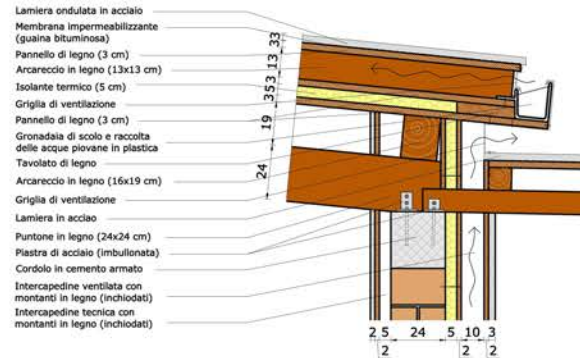 Lamiera ondulata in acciaio
Membrana impermeabilizzante
(guaina bituminosa)
Pannello di legno (3 cm)
Arcareccio in legno (13x13 cm)
Isolante termico (5 cm)
Griglia di ventilazione
Pannello di legno (3 cm)
Gronadaia di scolo e raccolta
delle acque piovane in plastica
Tavolato di legno
Arcareccio in legno (16x19 cm)
Griglia di ventilazione
Lamiera in acciao
Puntone in legno (24x24 cm)
Piastra di acciaio (imbullonata)
Cordolo in cemento armato
Intercapedine ventilata con
montanti in legno (inchiodati)
Intercapedine tecnica con
montanti in legno (inchiodati)
33
13
353
19
24
2 5 24 5 10 3
2 2 2